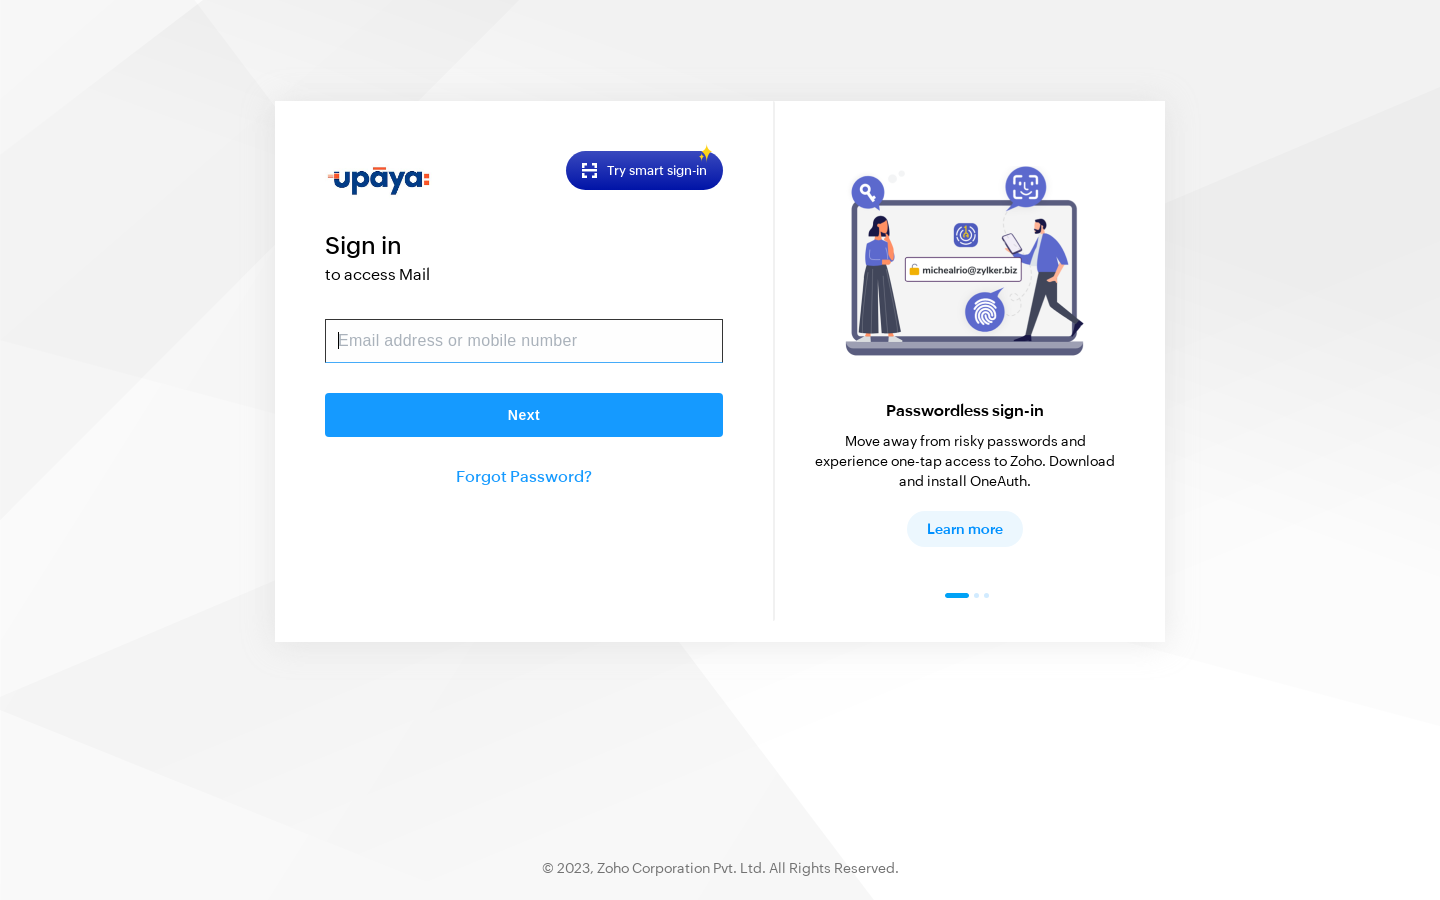 upaya:
Try smart sign-in
Sign in
to access Mail
Email address or mobile number
Next
Forgot Password?
michealrio@zylker.biz
Passwordless sign-in
Move away from risky passwords and
experience one-tap access to Zoho. Download
and install OneAuth.
Learn more
© 2023, Zoho Corporation Pvt. Ltd. All Rights Reserved.